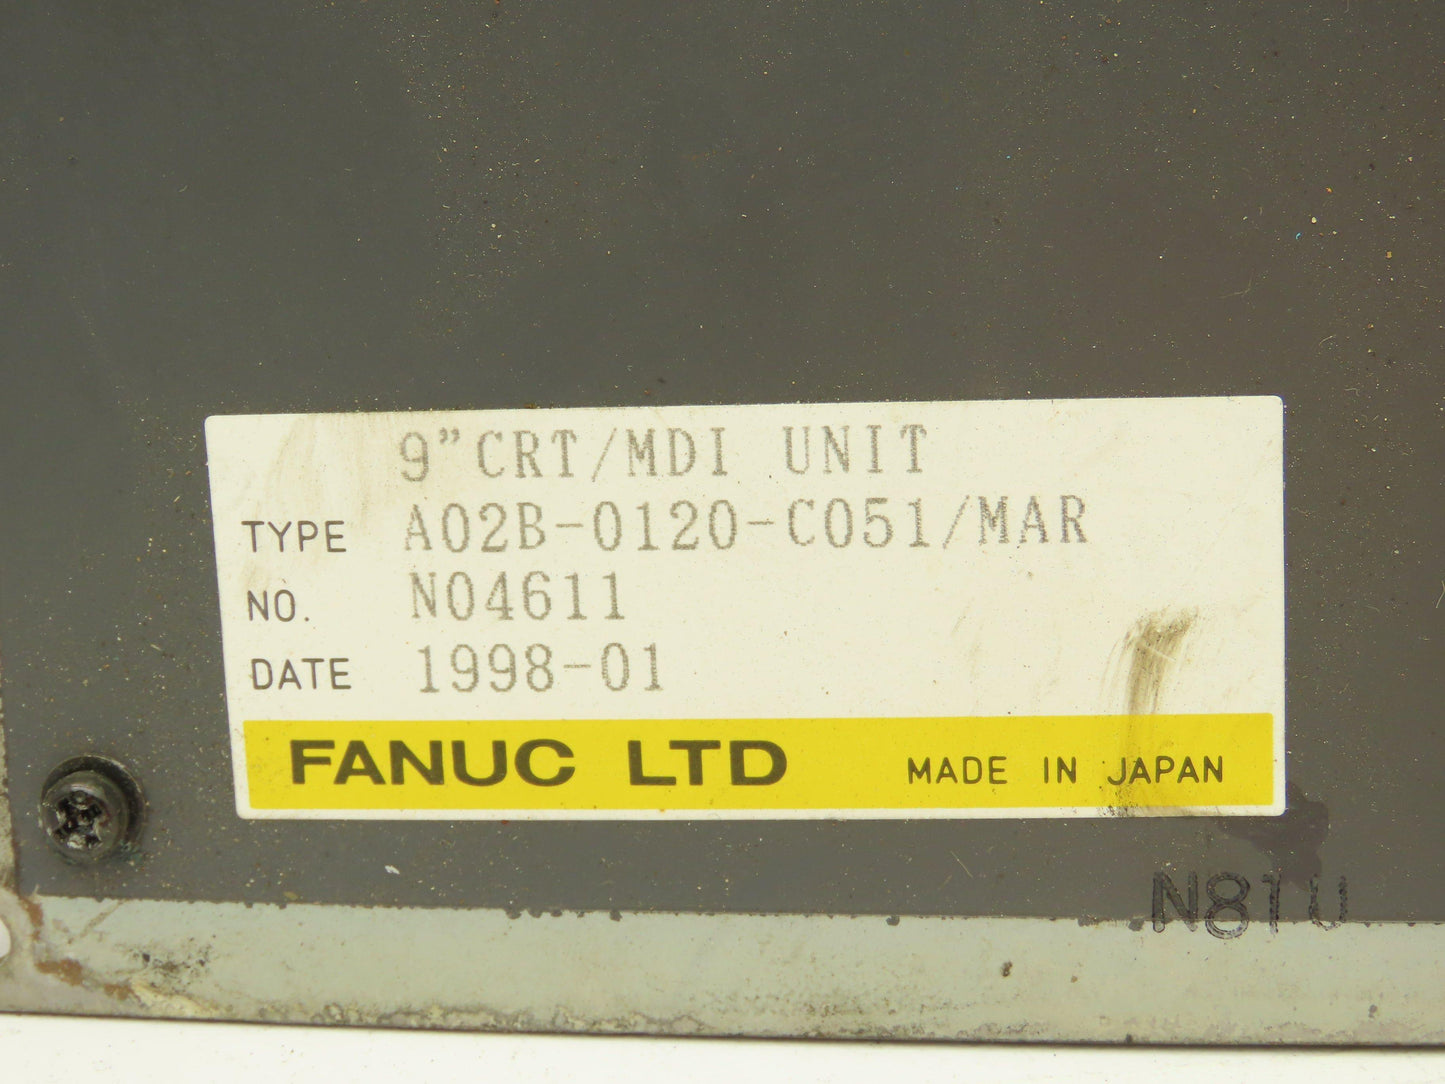 9"CRT/MDI UNIT
TYPE A02B-0120-C051/MAR
NO. N04611
DATE 1998-01
FANUC LTD MADE IN JAPAN